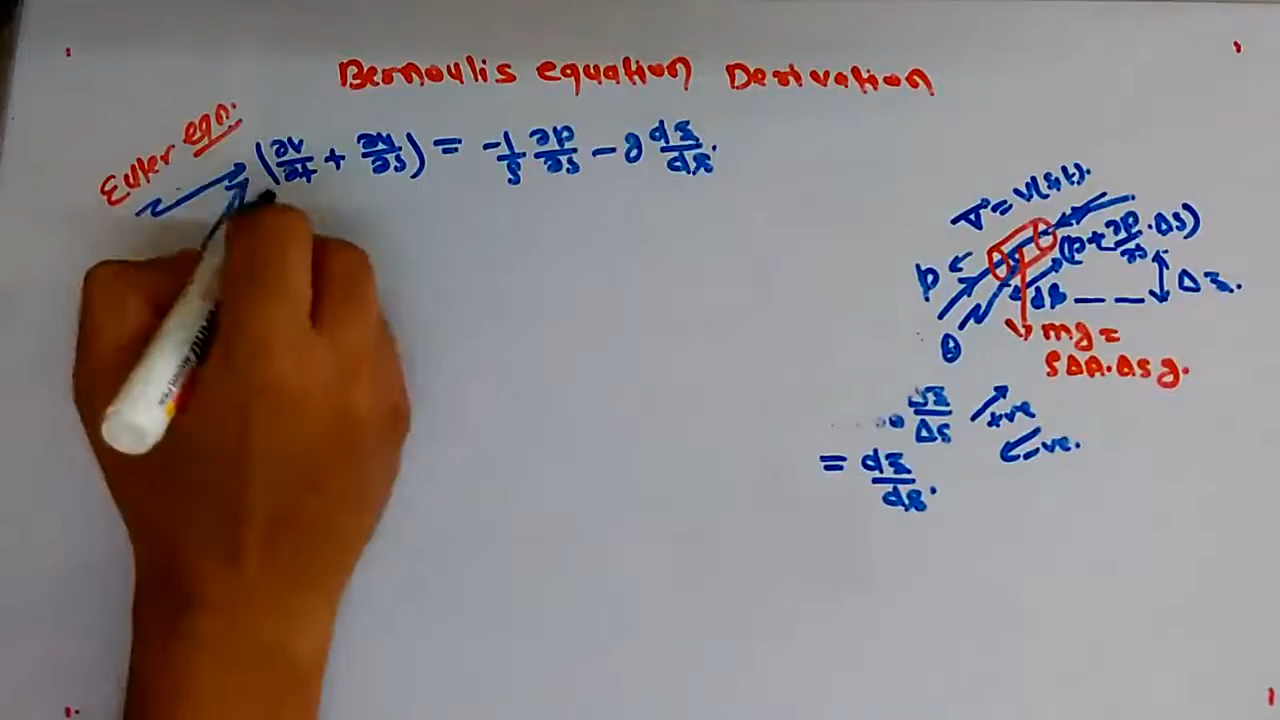 Bernoulis equation Derivation
Euler eqn.
(∂v/∂t + ∂v/∂s) = -1/ρ ∂p/∂s - g dz/ds.
V = v(s,t).
p
(p + ∂p/∂s · Δs)
Δz.
ds
θ
mg =
ρΔA·Δs g.
Δs
+ve
-ve.
= dz/ds.